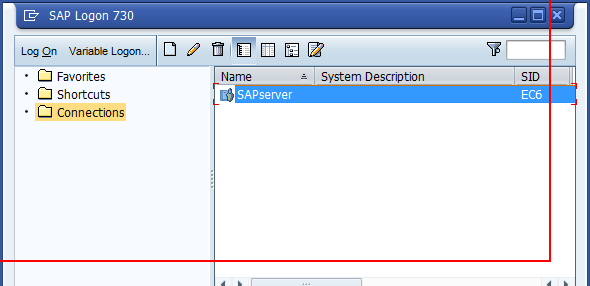 SAP Logon 730
Log On Variable Logon...
Favorites
Shortcuts
Connections
Name System Description SID
SAPserver EC6